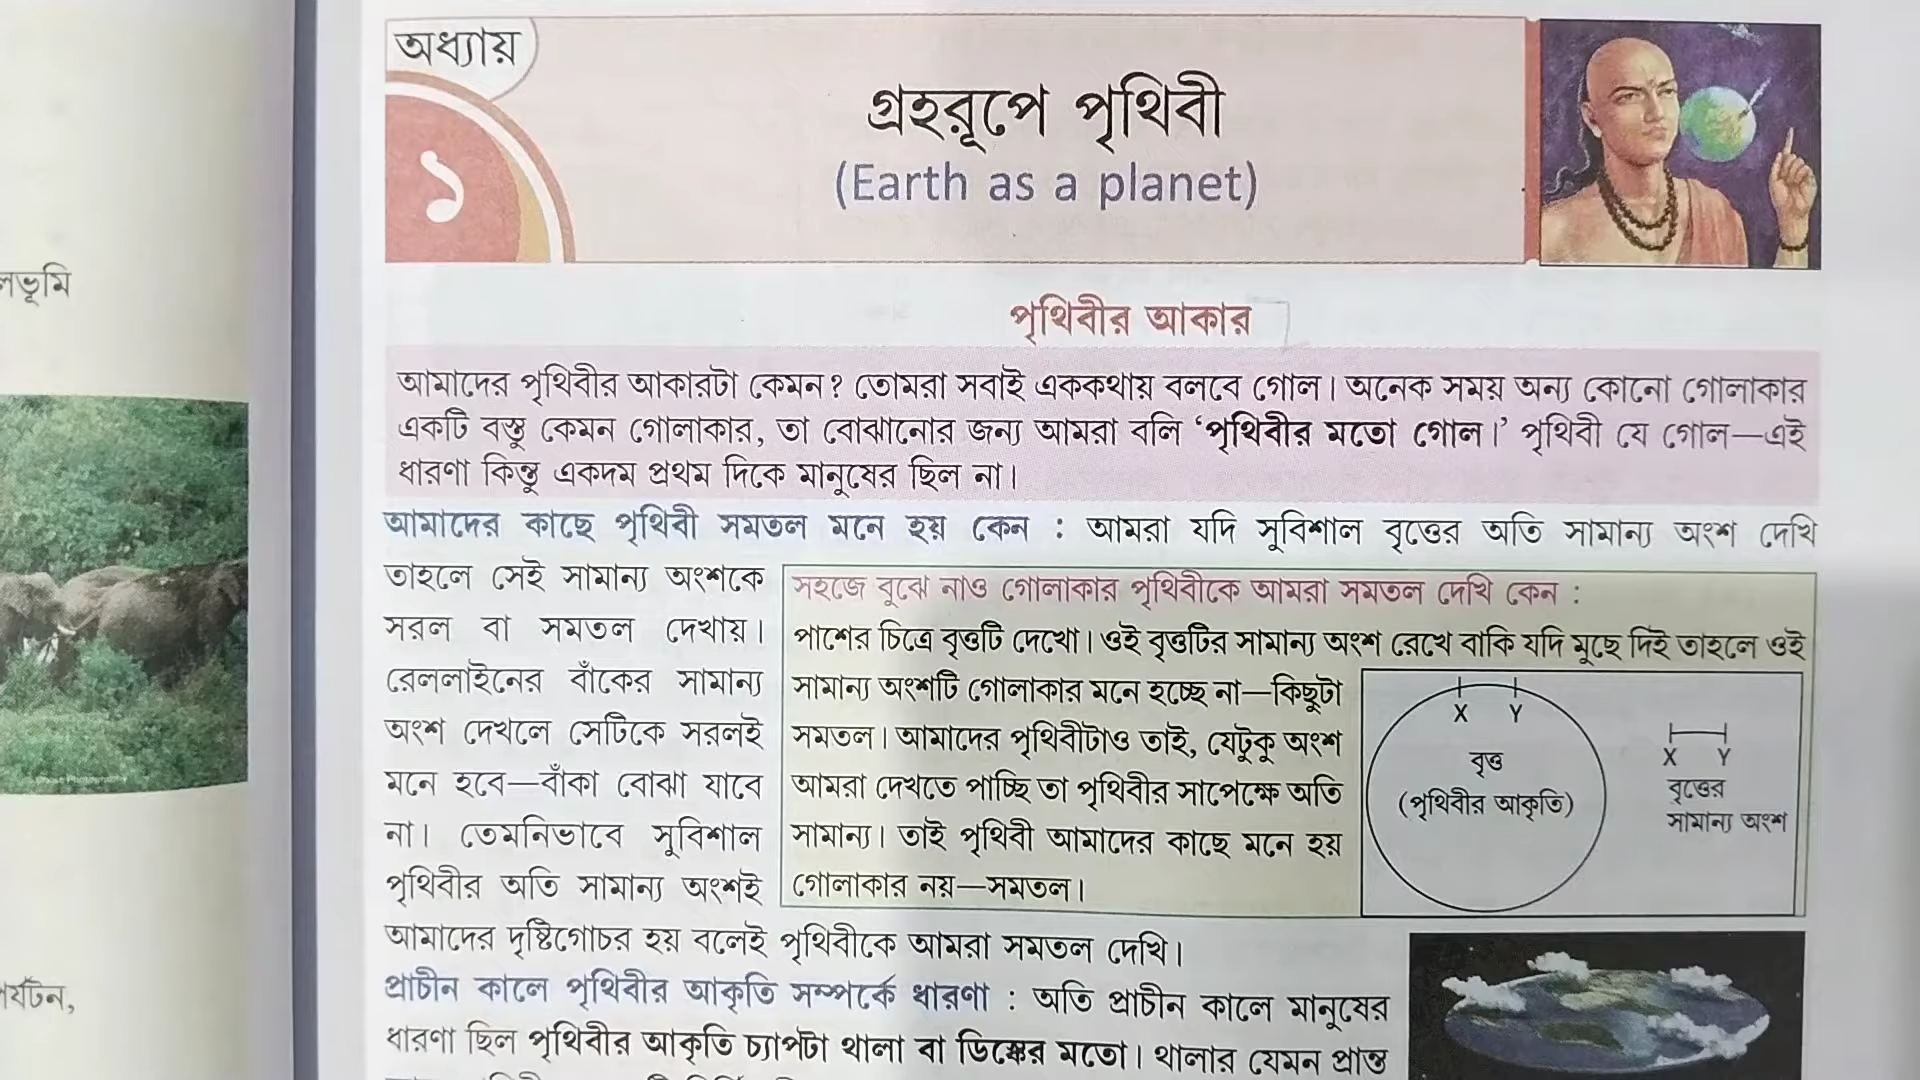 অধ্যায়
১
গ্রহরূপে পৃথিবী
(Earth as a planet)
পৃথিবীর আকার
আমাদের পৃথিবীর আকারটা কেমন? তোমরা সবাই এককথায় বলবে গোল। অনেক সময় অন্য কোনো গোলাকার
একটি বস্তু কেমন গোলাকার, তা বোঝানোর জন্য আমরা বলি ‘পৃথিবীর মতো গোল।’ পৃথিবী যে গোল—এই
ধারণা কিন্তু একদম প্রথম দিকে মানুষের ছিল না।
আমাদের কাছে পৃথিবী সমতল মনে হয় কেন : আমরা যদি সুবিশাল বৃত্তের অতি সামান্য অংশ দেখি
তাহলে সেই সামান্য অংশকে
সরল বা সমতল দেখায়।
রেললাইনের বাঁকের সামান্য
অংশ দেখলে সেটিকে সরলই
মনে হবে—বাঁকা বোঝা যাবে
না। তেমনিভাবে সুবিশাল
পৃথিবীর অতি সামান্য অংশই
আমাদের দৃষ্টিগোচর হয় বলেই পৃথিবীকে আমরা সমতল দেখি।
সহজে বুঝে নাও গোলাকার পৃথিবীকে আমরা সমতল দেখি কেন :
পাশের চিত্রে বৃত্তটি দেখো। ওই বৃত্তটির সামান্য অংশ রেখে বাকি যদি মুছে দিই তাহলে ওই
সামান্য অংশটি গোলাকার মনে হচ্ছে না—কিছুটা
সমতল। আমাদের পৃথিবীটাও তাই, যেটুকু অংশ
আমরা দেখতে পাচ্ছি তা পৃথিবীর সাপেক্ষে অতি
সামান্য। তাই পৃথিবী আমাদের কাছে মনে হয়
গোলাকার নয়—সমতল।
X Y
বৃত্ত
(পৃথিবীর আকৃতি)
X Y
বৃত্তের
সামান্য অংশ
প্রাচীন কালে পৃথিবীর আকৃতি সম্পর্কে ধারণা : অতি প্রাচীন কালে মানুষের
ধারণা ছিল পৃথিবীর আকৃতি চ্যাপটা থালা বা ডিস্কের মতো। থালার যেমন প্রান্ত